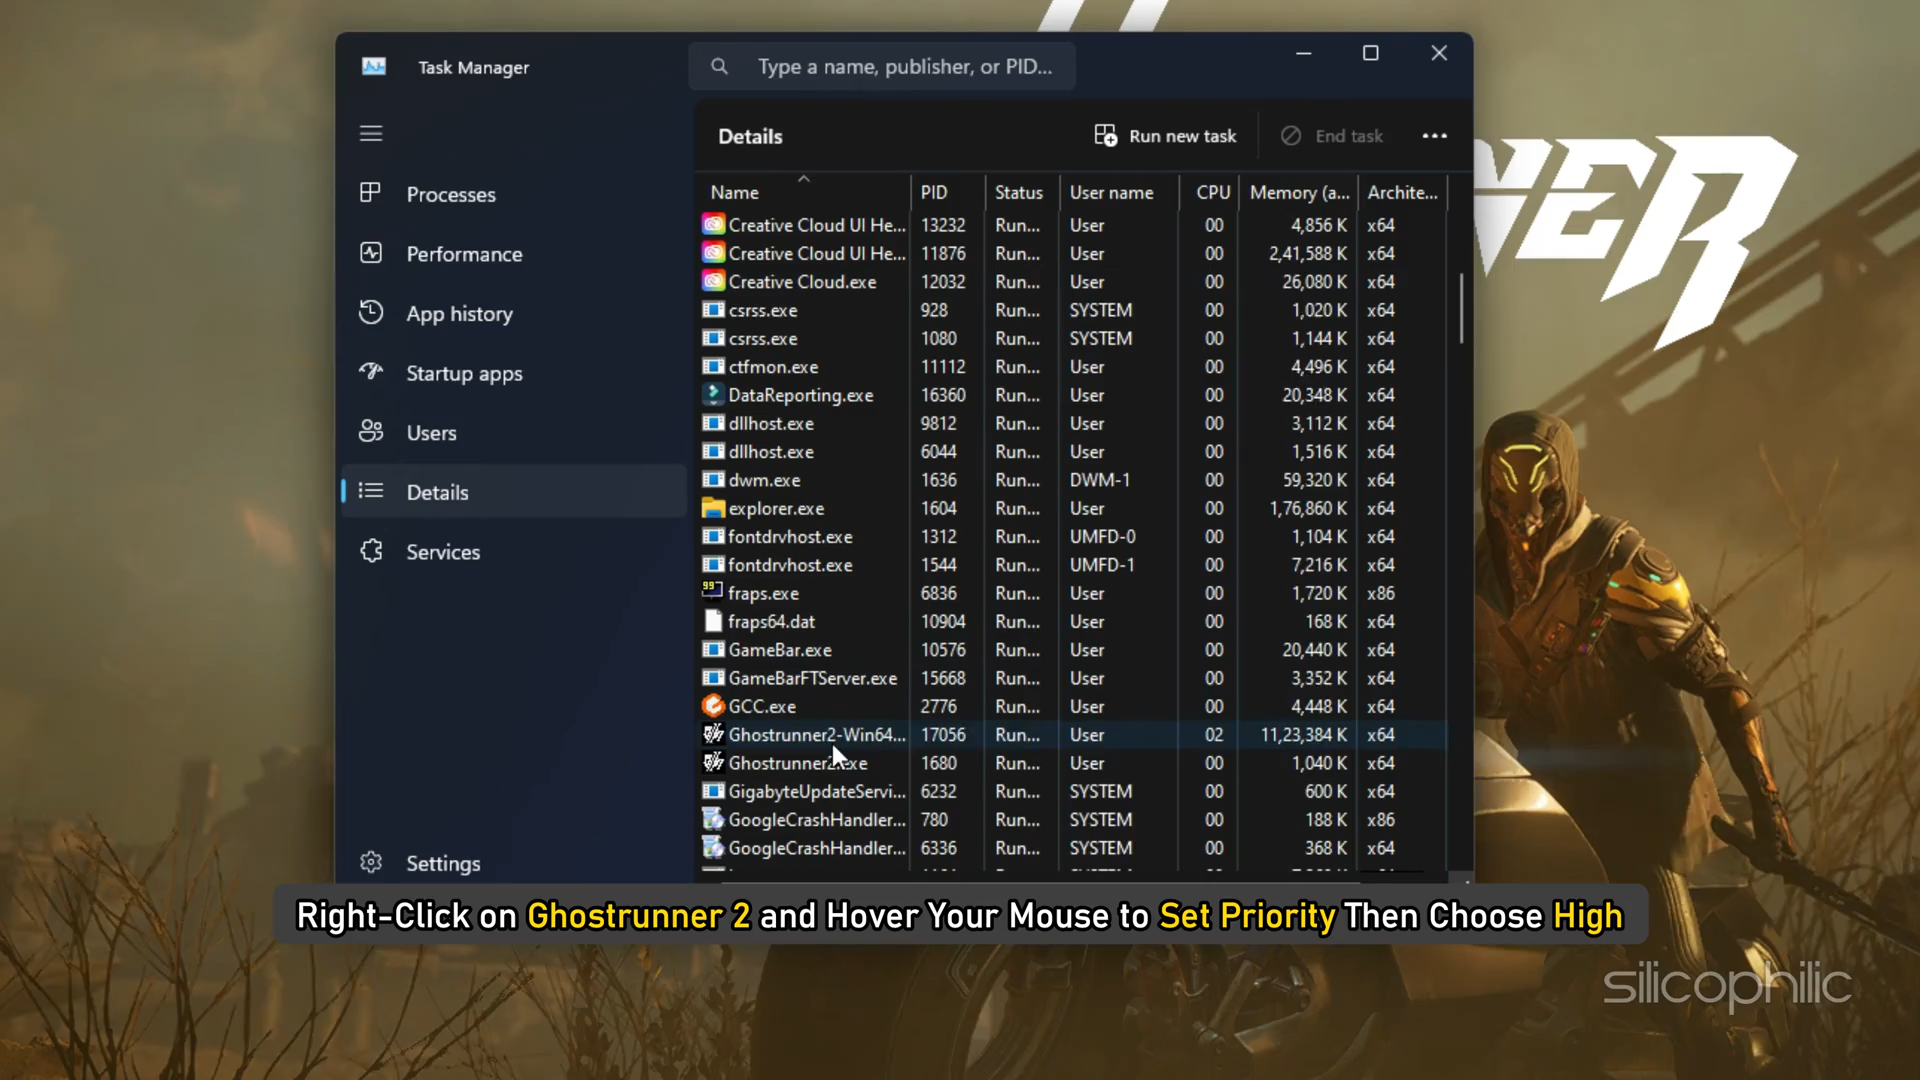 Task Manager
Type a name, publisher, or PID...
Details
Run new task
End task
Processes
Performance
App history
Startup apps
Users
Details
Services
Settings
Name PID Status User name CPU Memory (a... Archite...
Creative Cloud UI He... 13232 Run... User 00 4,856 K x64
Creative Cloud UI He... 11876 Run... User 00 2,41,588 K x64
Creative Cloud.exe 12032 Run... User 00 26,080 K x64
csrss.exe 928 Run... SYSTEM 00 1,020 K x64
csrss.exe 1080 Run... SYSTEM 00 1,144 K x64
ctfmon.exe 11112 Run... User 00 4,496 K x64
DataReporting.exe 16360 Run... User 00 20,348 K x64
dllhost.exe 9812 Run... User 00 3,112 K x64
dllhost.exe 6044 Run... User 00 1,516 K x64
dwm.exe 1636 Run... DWM-1 00 59,320 K x64
explorer.exe 1604 Run... User 00 1,76,860 K x64
fontdrvhost.exe 1312 Run... UMFD-0 00 1,104 K x64
fontdrvhost.exe 1544 Run... UMFD-1 00 7,216 K x64
fraps.exe 6836 Run... User 00 1,720 K x86
fraps64.dat 10904 Run... User 00 168 K x64
GameBar.exe 10576 Run... User 00 20,440 K x64
GameBarFTServer.exe 15668 Run... User 00 3,352 K x64
GCC.exe 2776 Run... User 00 4,448 K x64
Ghostrunner2-Win64... 17056 Run... User 02 11,23,384 K x64
Ghostrunner2.exe 1680 Run... User 00 1,040 K x64
GigabyteUpdateServi... 6232 Run... SYSTEM 00 600 K x64
GoogleCrashHandler... 780 Run... SYSTEM 00 188 K x86
GoogleCrashHandler... 6336 Run... SYSTEM 00 368 K x64
NER
Right-Click on Ghostrunner 2 and Hover Your Mouse to Set Priority Then Choose High
silicophilic